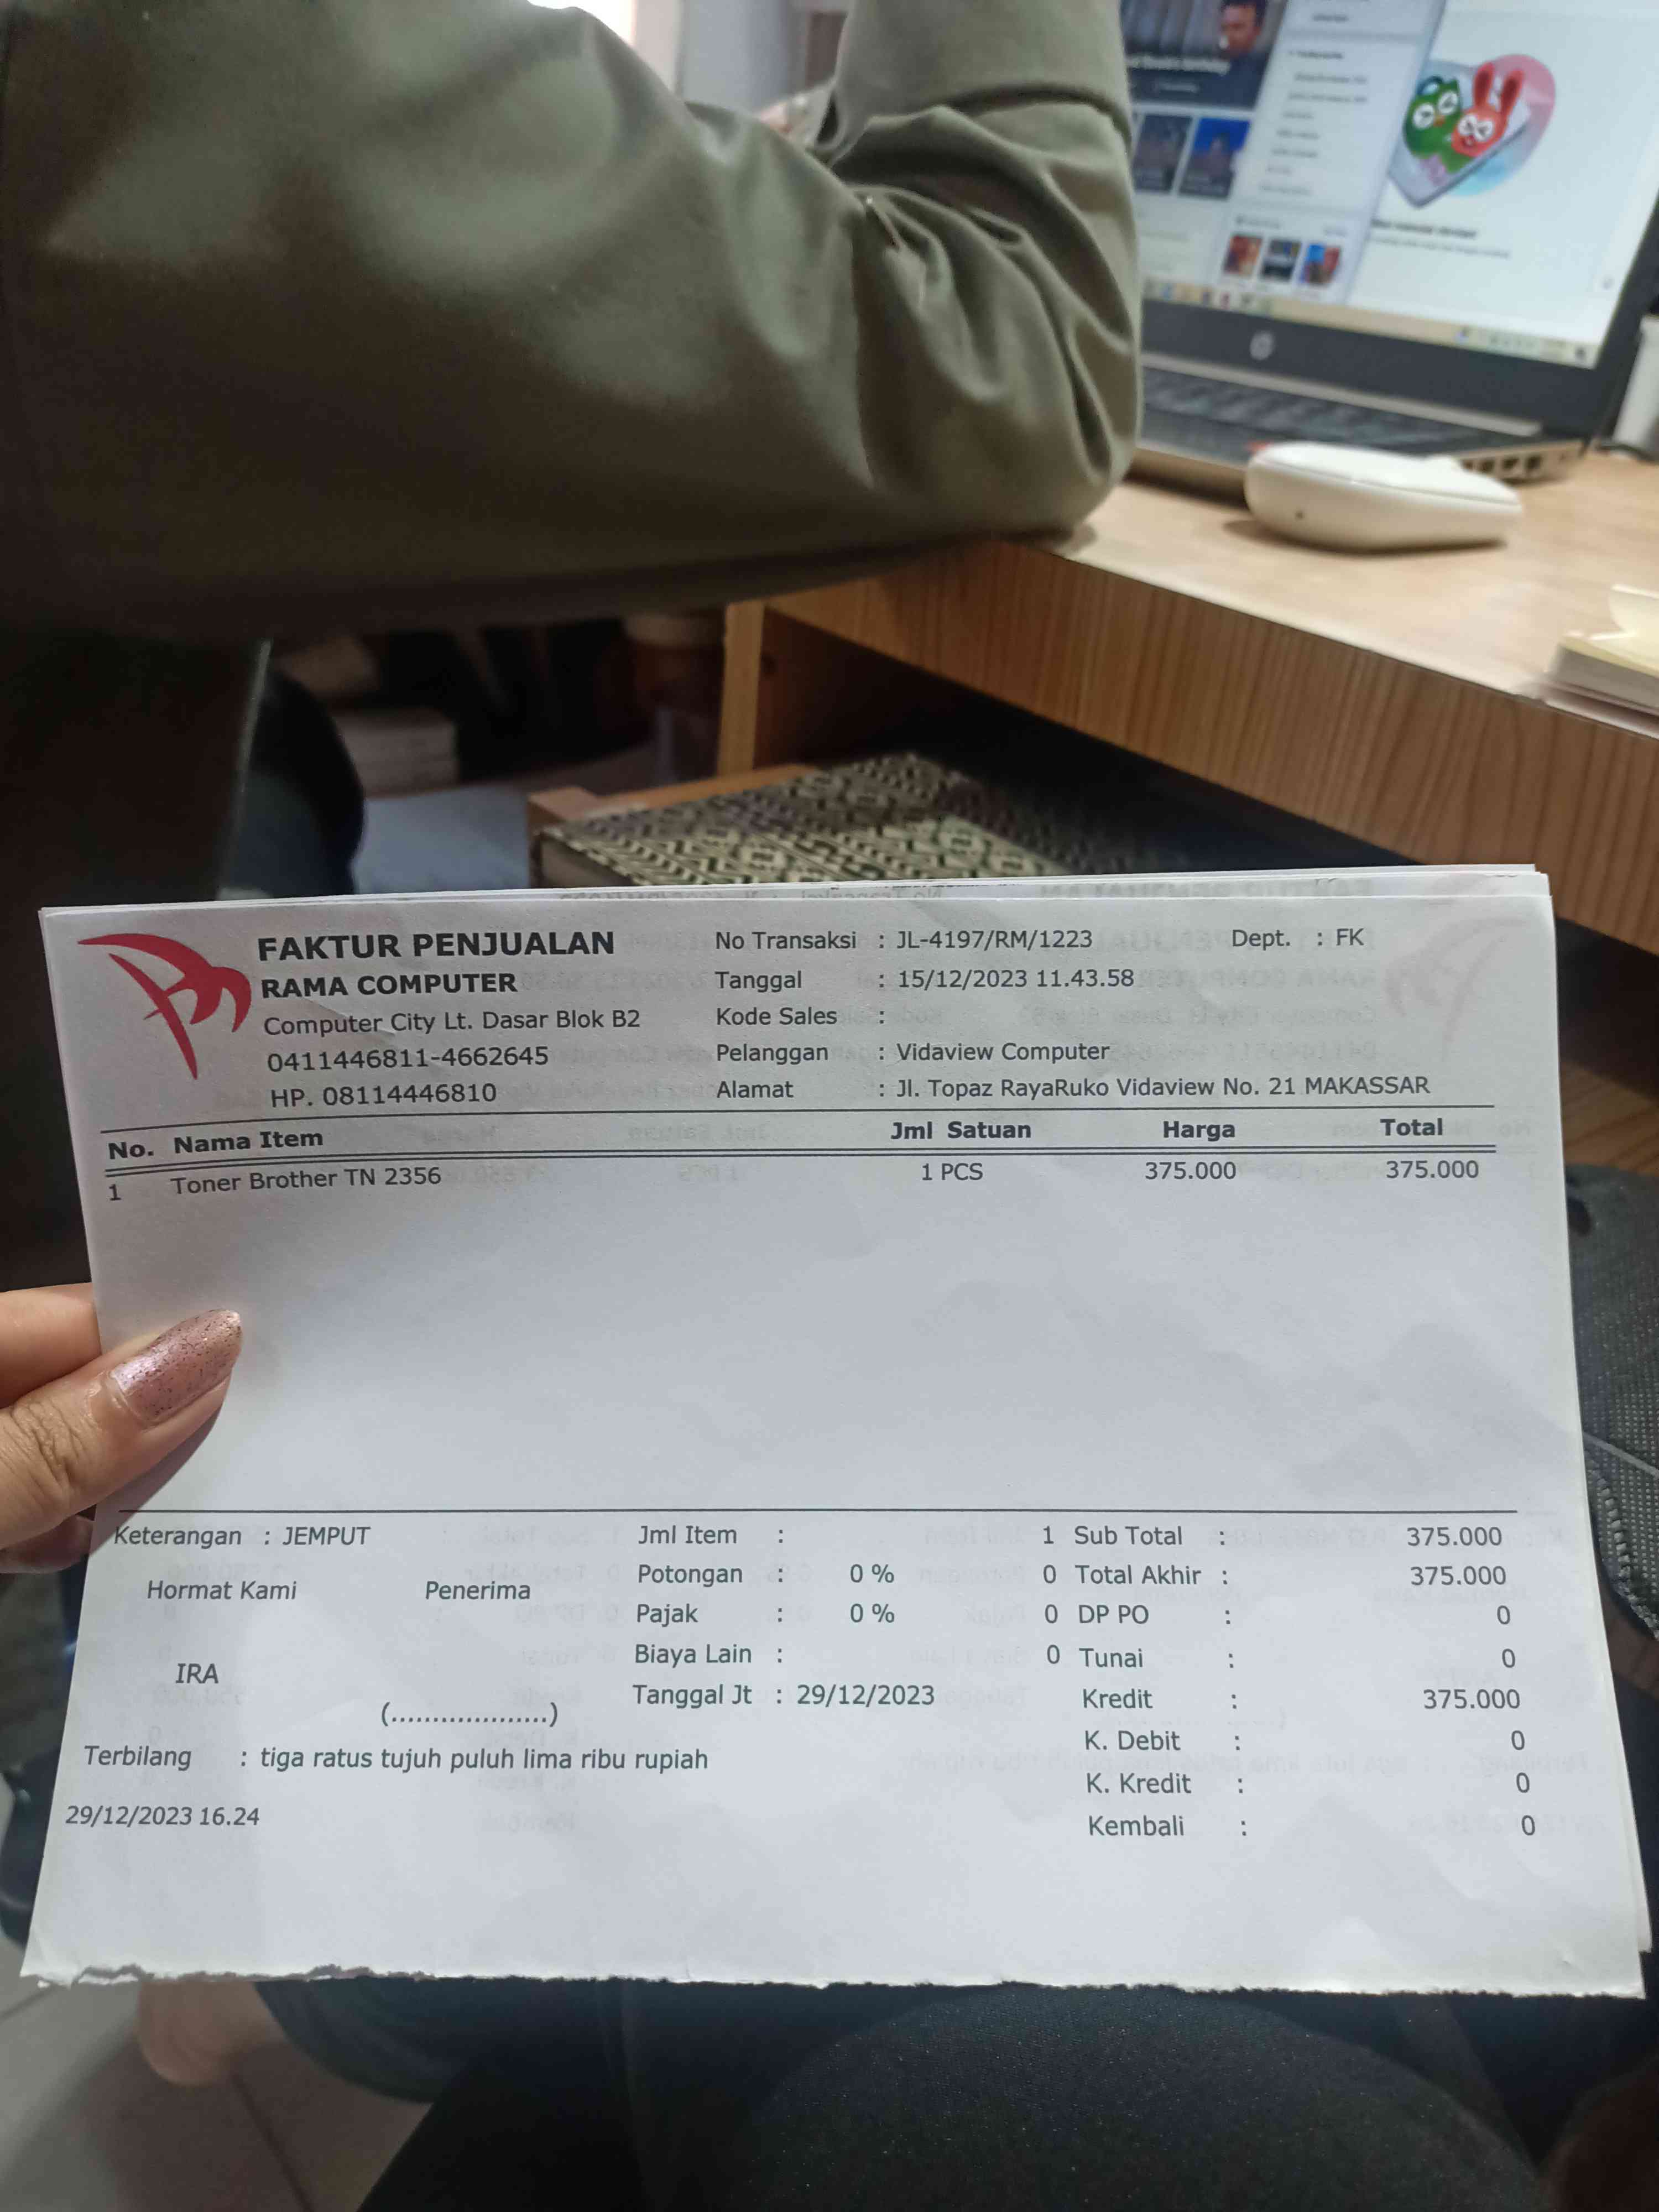 FAKTUR PENJUALAN
RAMA COMPUTER
Computer City Lt. Dasar Blok B2
0411446811-4662645
HP. 08114446810
No Transaksi : JL-4197/RM/1223 Dept. : FK
Tanggal : 15/12/2023 11.43.58
Kode Sales :
Pelanggan : Vidaview Computer
Alamat : Jl. Topaz RayaRuko Vidaview No. 21 MAKASSAR
No. Nama Item Jml Satuan Harga Total
1 Toner Brother TN 2356 1 PCS 375.000 375.000
Keterangan : JEMPUT
Hormat Kami Penerima
IRA
(...................)
Jml Item : 1
Potongan : 0 % 0
Pajak : 0 % 0
Biaya Lain : 0
Tanggal Jt : 29/12/2023
Sub Total : 375.000
Total Akhir : 375.000
DP PO : 0
Tunai : 0
Kredit : 375.000
K. Debit : 0
K. Kredit : 0
Kembali : 0
Terbilang : tiga ratus tujuh puluh lima ribu rupiah
29/12/2023 16.24